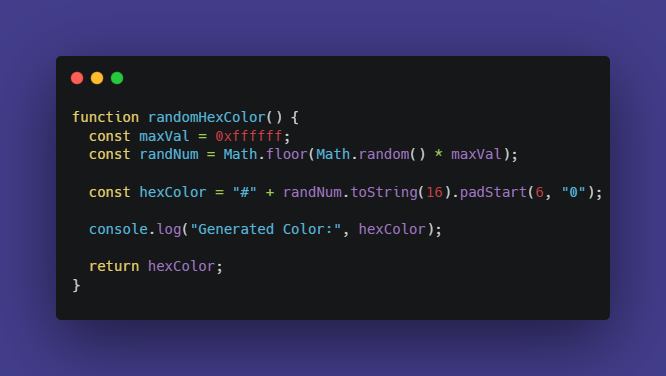 function randomHexColor() {
  const maxVal = 0xffffff;
  const randNum = Math.floor(Math.random() * maxVal);
  const hexColor = "#" + randNum.toString(16).padStart(6, "0");
  console.log("Generated Color:", hexColor);
  return hexColor;
}